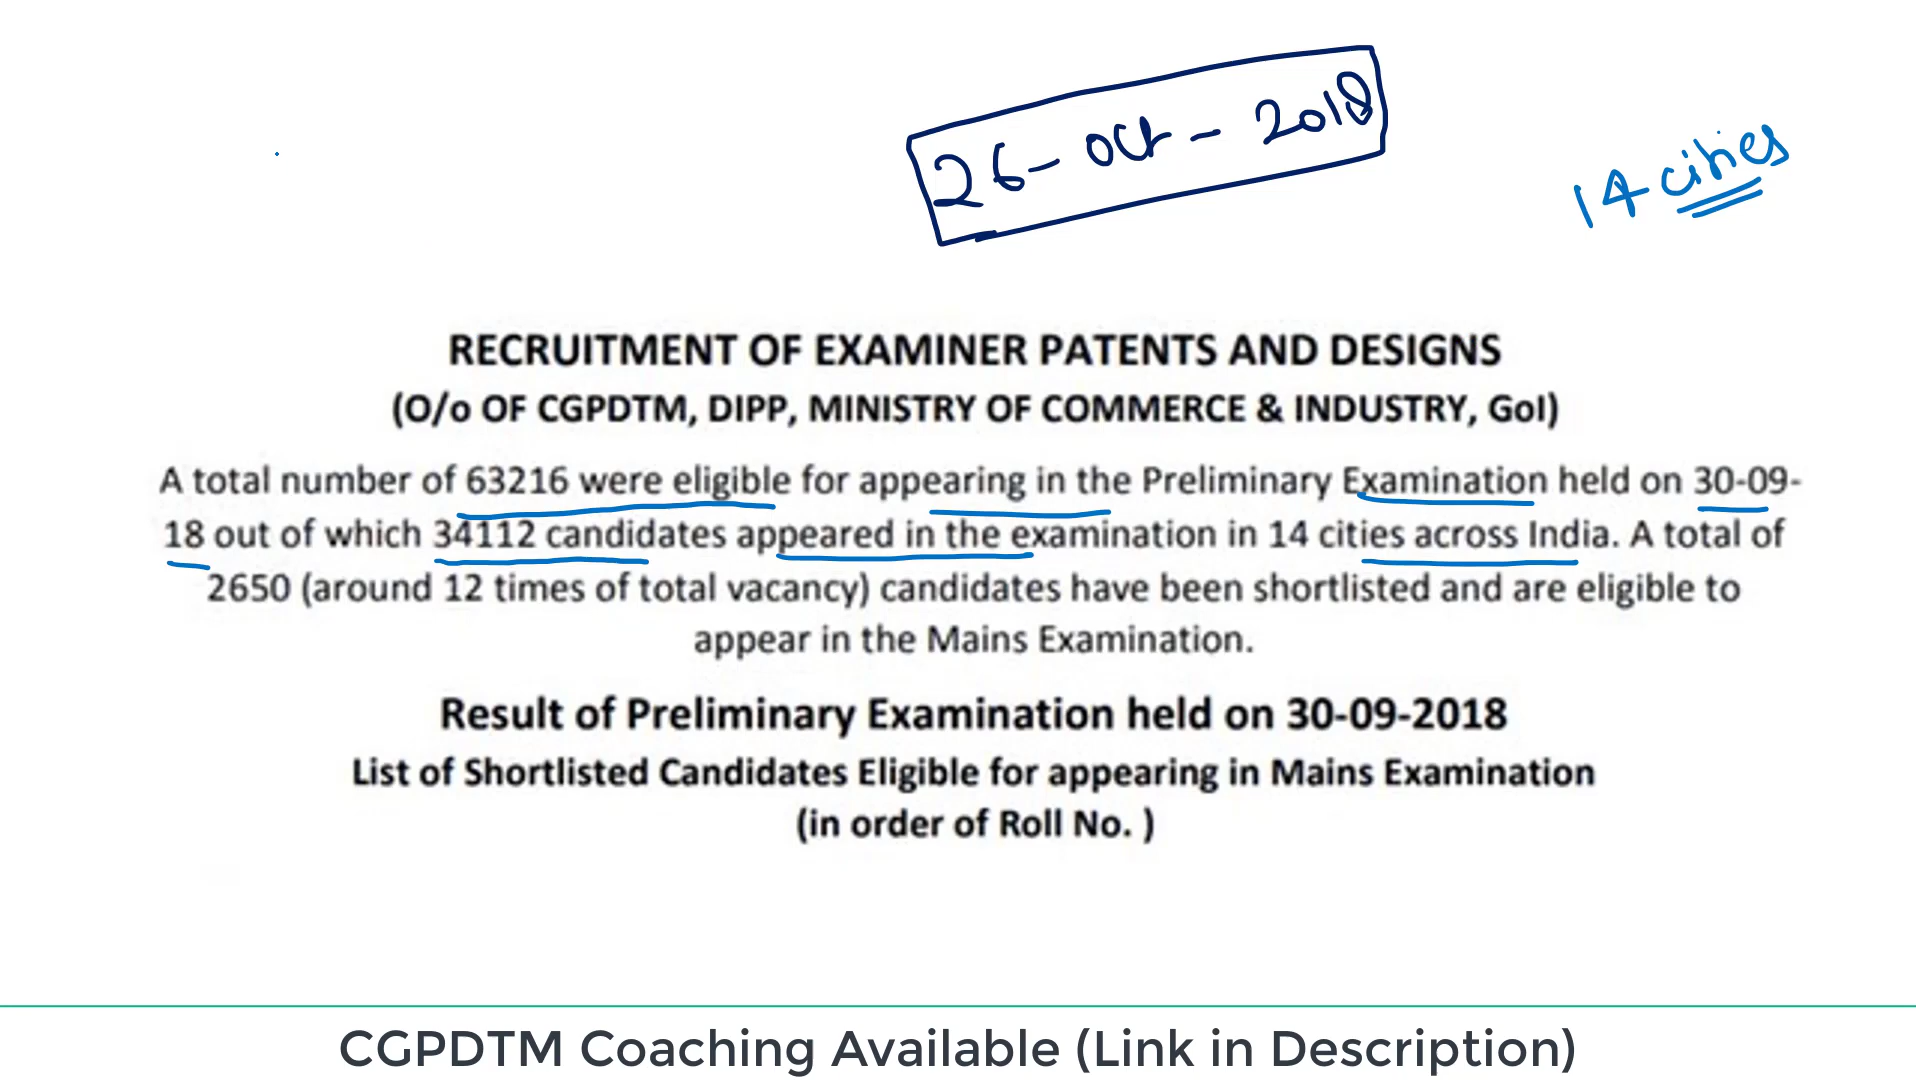 26-Oct-2018
14 cities
RECRUITMENT OF EXAMINER PATENTS AND DESIGNS
(O/o OF CGPDTM, DIPP, MINISTRY OF COMMERCE & INDUSTRY, GoI)
A total number of 63216 were eligible for appearing in the Preliminary Examination held on 30-09-
18 out of which 34112 candidates appeared in the examination in 14 cities across India. A total of
2650 (around 12 times of total vacancy) candidates have been shortlisted and are eligible to
appear in the Mains Examination.
Result of Preliminary Examination held on 30-09-2018
List of Shortlisted Candidates Eligible for appearing in Mains Examination
(in order of Roll No. )
CGPDTM Coaching Available (Link in Description)